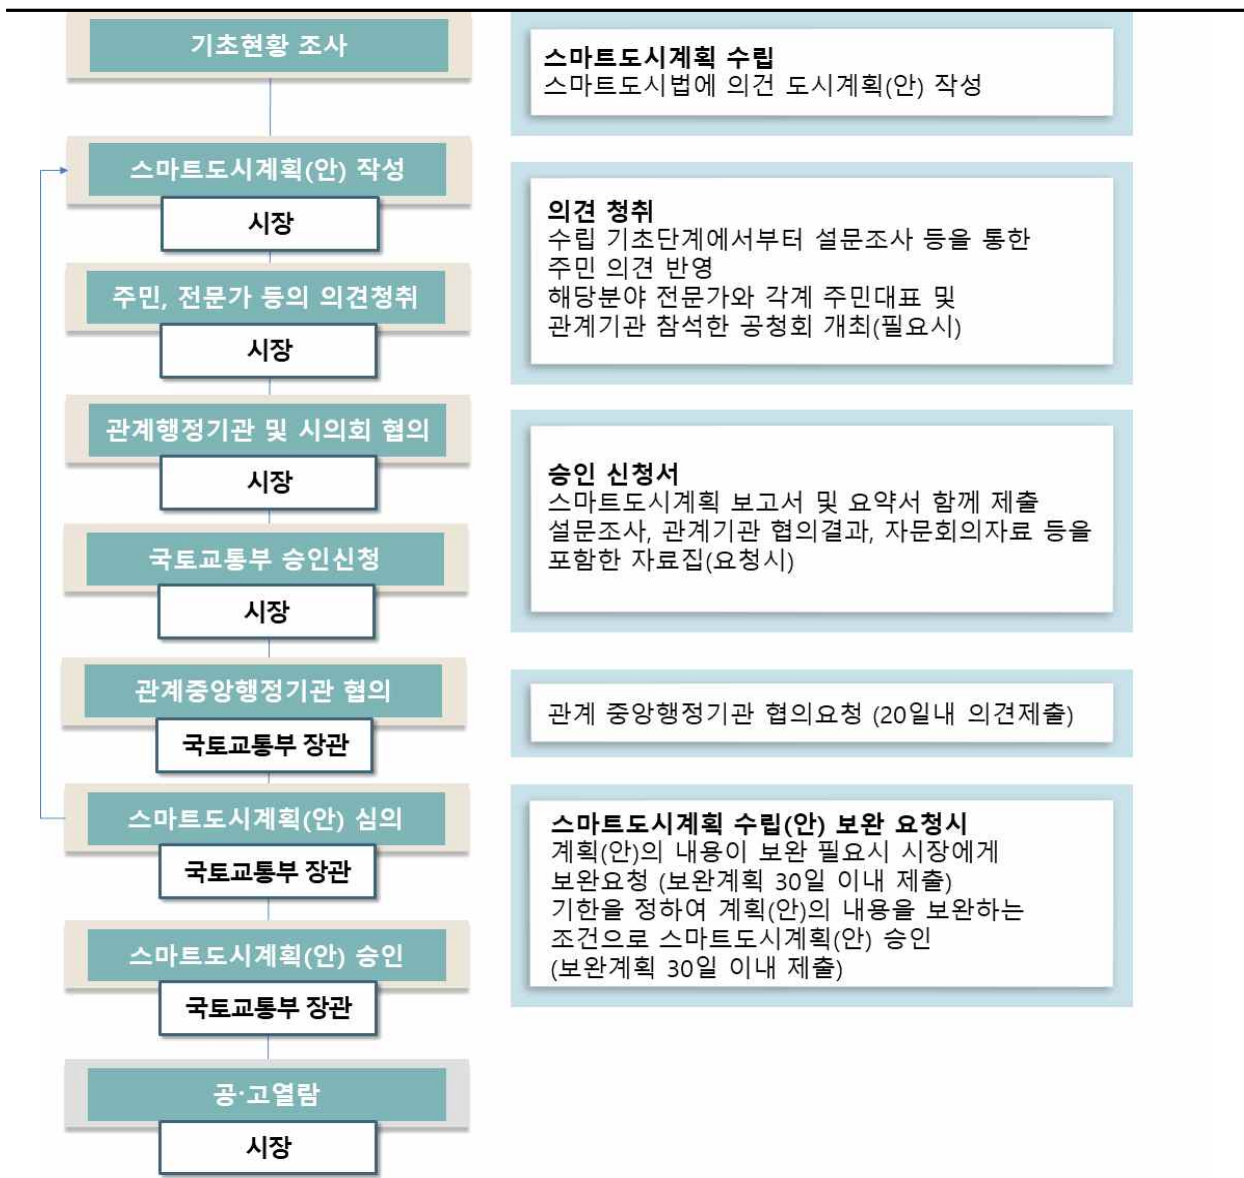 기초현황 조사
스마트도시계획(안) 작성
시장
주민, 전문가 등의 의견청취
시장
관계행정기관 및 시의회 협의
시장
국토교통부 승인신청
시장
관계중앙행정기관 협의
국토교통부 장관
스마트도시계획(안) 심의
국토교통부 장관
스마트도시계획(안) 승인
국토교통부 장관
공·고열람
시장
스마트도시계획 수립
스마트도시법에 의건 도시계획(안) 작성
의견 청취
수립 기초단계에서부터 설문조사 등을 통한
주민 의견 반영
해당분야 전문가와 각계 주민대표 및
관계기관 참석한 공청회 개최(필요시)
승인 신청서
스마트도시계획 보고서 및 요약서 함께 제출
설문조사, 관계기관 협의결과, 자문회의자료 등을
포함한 자료집(요청시)
관계 중앙행정기관 협의요청 (20일내 의견제출)
스마트도시계획 수립(안) 보완 요청시
계획(안)의 내용이 보완 필요시 시장에게
보완요청 (보완계획 30일 이내 제출)
기한을 정하여 계획(안)의 내용을 보완하는
조건으로 스마트도시계획(안) 승인
(보완계획 30일 이내 제출)